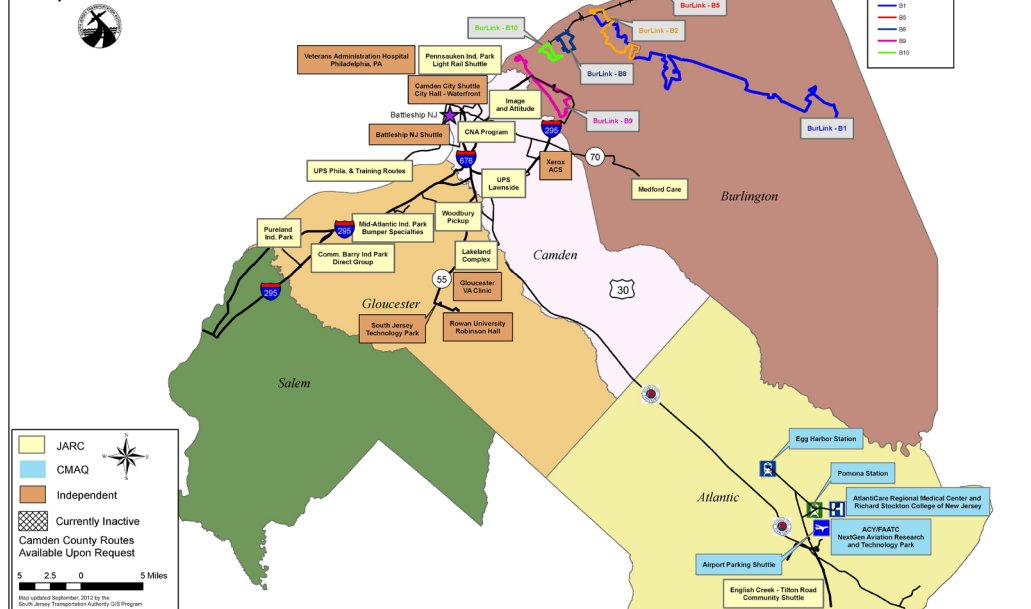 BurLink - B5
B1
B5
B8
B9
B10
BurLink - B10
BurLink - B2
BurLink - B8
BurLink - B9
BurLink - B1
Veterans Administration Hospital
Philadelphia, PA
Pennsauken Ind. Park
Light Rail Shuttle
Camden City Shuttle
City Hall - Waterfront
Image
and Attitude
Battleship NJ
CNA Program
Battleship NJ Shuttle
295
676
70
Xerox
ACS
UPS Phila. & Training Routes
UPS
Lawnside
Medford Care
Burlington
Woodbury
Pickup
Mid-Atlantic Ind. Park
Bumper Specialties
Pureland
Ind. Park
295
Comm. Barry Ind Park
Direct Group
Lakeland
Complex
Camden
55
Gloucester
VA Clinic
30
295
Gloucester
South Jersey
Technology Park
Rowan University
Robinson Hall
Salem
Egg Harbor Station
Pomona Station
Atlantic
AtlantiCare Regional Medical Center and
Richard Stockton College of New Jersey
H
ACY/FAATC
NextGen Aviation Research
and Technology Park
Airport Parking Shuttle
English Creek - Tilton Road
Community Shuttle
JARC
CMAQ
Independent
Currently Inactive
Camden County Routes
Available Upon Request
N
W
E
S
5 2.5 0 5 Miles
Map updated September, 2012 by the
South Jersey Transportation Authority GIS Program.